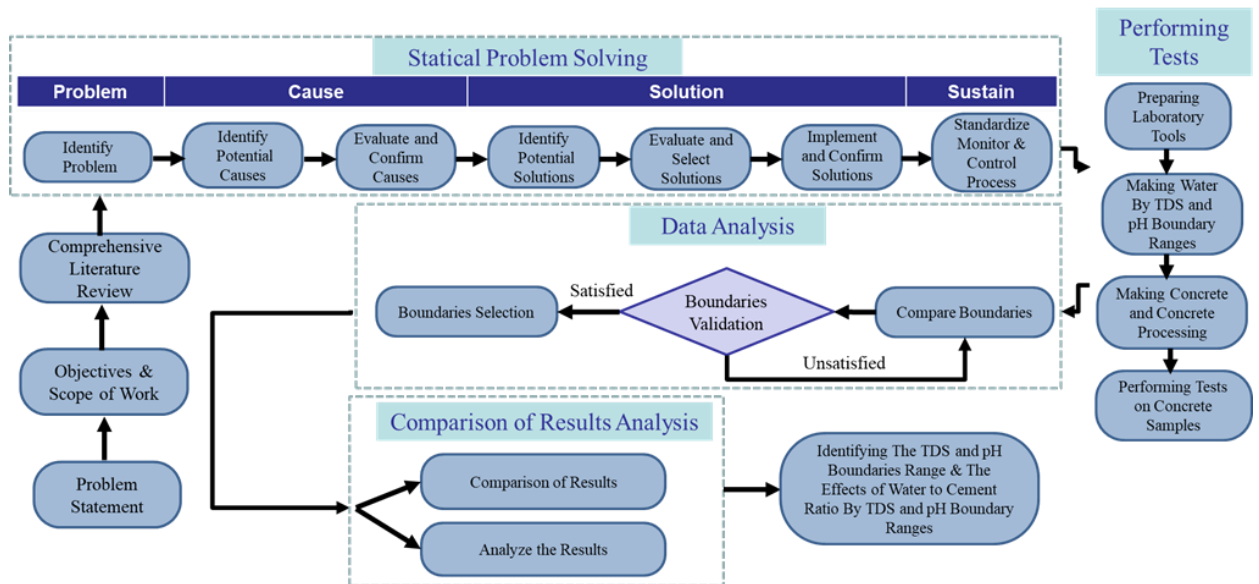 Statical Problem Solving
Problem
Cause
Solution
Sustain
Identify
Problem
Identify
Potential
Causes
Evaluate and
Confirm
Causes
Identify
Potential
Solutions
Evaluate and
Select
Solutions
Implement
and Confirm
Solutions
Standardize
Monitor &
Control
Process
Performing
Tests
Preparing
Laboratory
Tools
Making Water
By TDS and
pH Boundary
Ranges
Making Concrete
and Concrete
Processing
Performing Tests
on Concrete
Samples
Comprehensive
Literature
Review
Objectives &
Scope of Work
Problem
Statement
Data Analysis
Boundaries Selection
Satisfied
Boundaries
Validation
Compare Boundaries
Unsatisfied
Comparison of Results Analysis
Comparison of Results
Analyze the Results
Identifying The TDS and pH
Boundaries Range & The
Effects of Water to Cement
Ratio By TDS and pH Boundary
Ranges